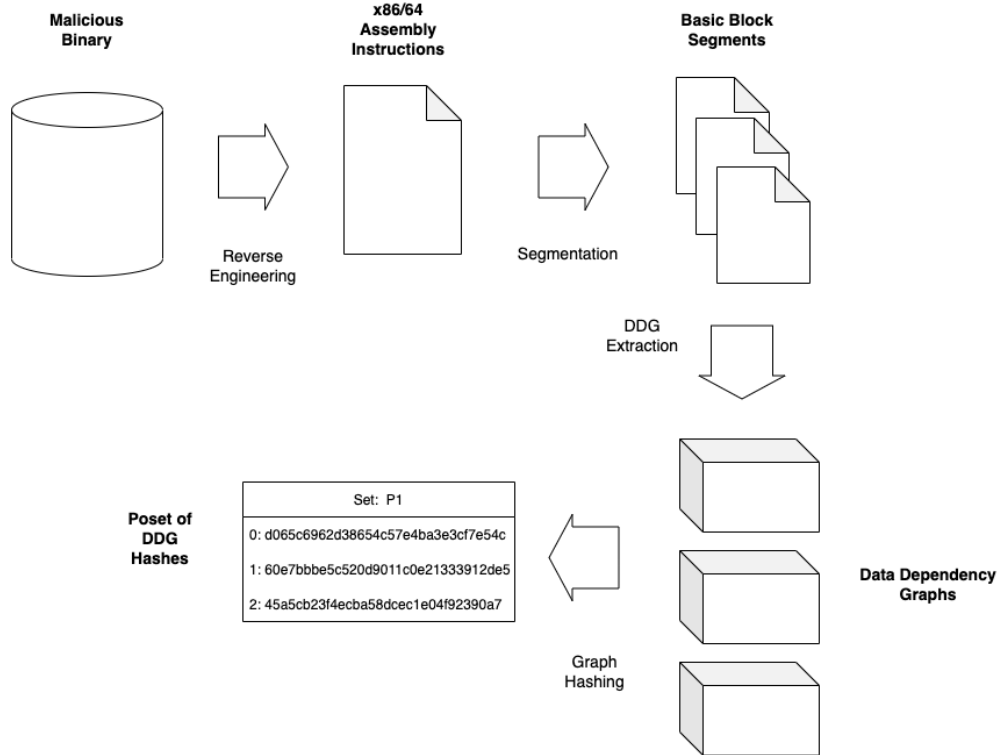 Malicious
Binary
x86/64
Assembly
Instructions
Basic Block
Segments
Reverse
Engineering
Segmentation
DDG
Extraction
Poset of
DDG
Hashes
Set: P1
0: d065c6962d38654c57e4ba3e3cf7e54c
1: 60e7bbbe5c520d9011c0e21333912de5
2: 45a5cb23f4ecba58dcec1e04f92390a7
Data Dependency
Graphs
Graph
Hashing